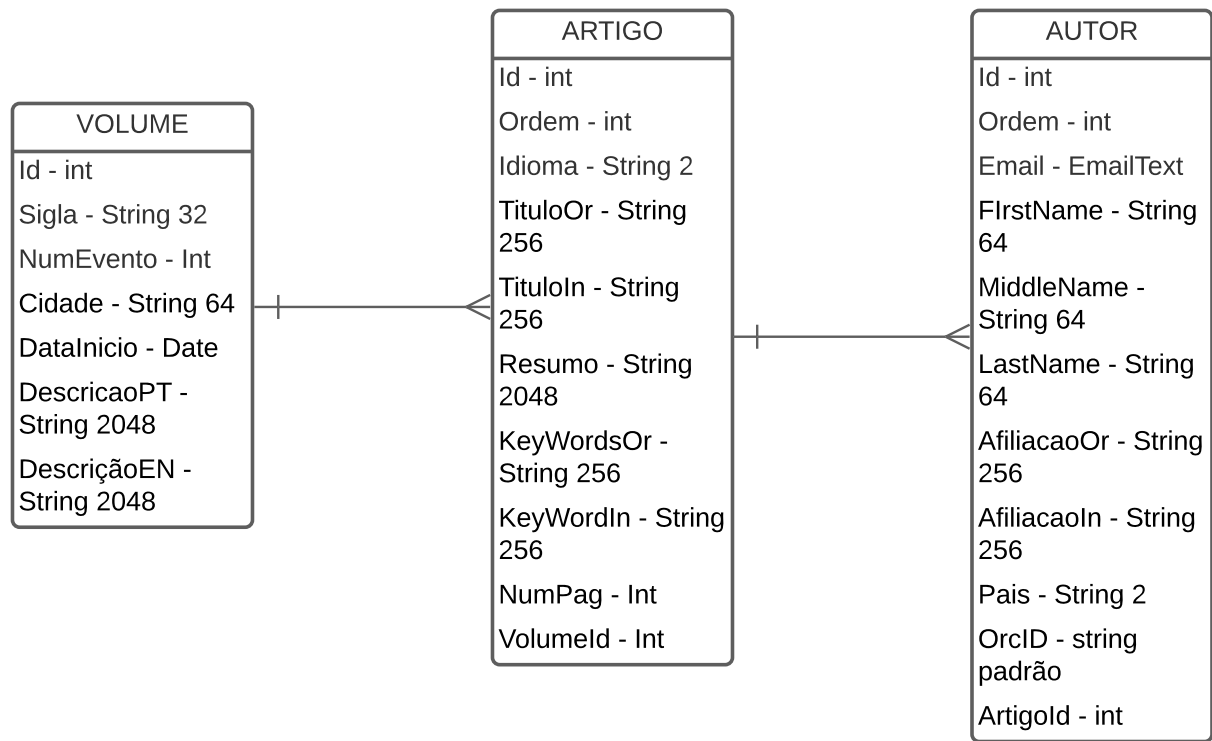 VOLUME
Id - int
Sigla - String 32
NumEvento - Int
Cidade - String 64
DataInicio - Date
DescricaoPT -
String 2048
DescriçãoEN -
String 2048
ARTIGO
Id - int
Ordem - int
Idioma - String 2
TituloOr - String
256
TituloIn - String
256
Resumo - String
2048
KeyWordsOr -
String 256
KeyWordIn - String
256
NumPag - Int
VolumeId - Int
AUTOR
Id - int
Ordem - int
Email - EmailText
FIrstName - String
64
MiddleName -
String 64
LastName - String
64
AfiliacaoOr - String
256
AfiliacaoIn - String
256
Pais - String 2
OrcID - string
padrão
ArtigoId - int